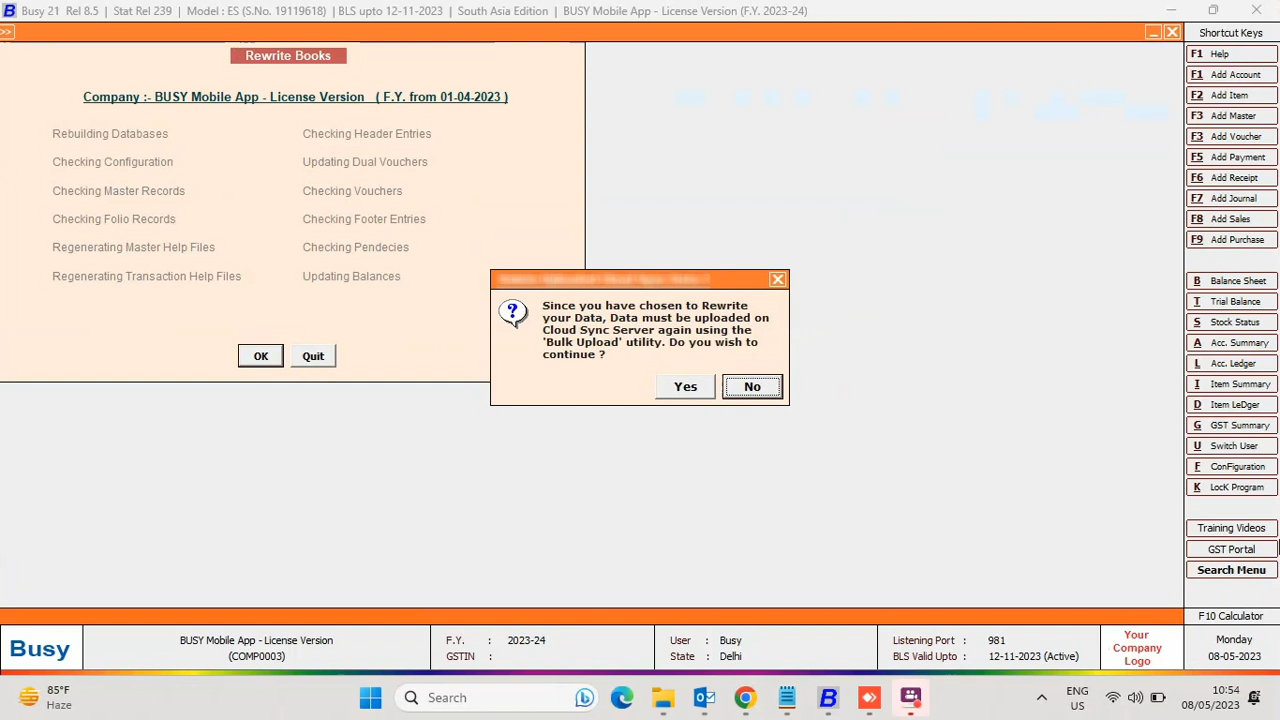 Busy 21 Rel 8.5 | Stat Rel 239 | Model : ES (S.No. 19119618) | BLS upto 12-11-2023 | South Asia Edition | BUSY Mobile App - License Version (F.Y. 2023-24)
>>
Shortcut Keys
Rewrite Books
Company :- BUSY Mobile App - License Version ( F.Y. from 01-04-2023 )
Rebuilding Databases
Checking Header Entries
Checking Configuration
Updating Dual Vouchers
Checking Master Records
Checking Vouchers
Checking Folio Records
Checking Footer Entries
Regenerating Master Help Files
Checking Pendecies
Regenerating Transaction Help Files
Updating Balances
OK
Quit
Since you have chosen to Rewrite
your Data, Data must be uploaded on
Cloud Sync Server again using the
'Bulk Upload' utility. Do you wish to
continue ?
Yes
No
F1 Help
F1 Add Account
F2 Add Item
F3 Add Master
F3 Add Voucher
F5 Add Payment
F6 Add Receipt
F7 Add Journal
F8 Add Sales
F9 Add Purchase
B Balance Sheet
T Trial Balance
S Stock Status
A Acc. Summary
L Acc. Ledger
I Item Summary
D Item LeDger
G GST Summary
U Switch User
F ConFiguration
K LocK Program
Training Videos
GST Portal
Search Menu
F10 Calculator
Busy
BUSY Mobile App - License Version
(COMP0003)
F.Y. : 2023-24
GSTIN :
User : Busy
State : Delhi
Listening Port : 981
BLS Valid Upto : 12-11-2023 (Active)
Your
Company
Logo
Monday
08-05-2023
85°F
Haze
Search
ENG
US
10:54
08/05/2023